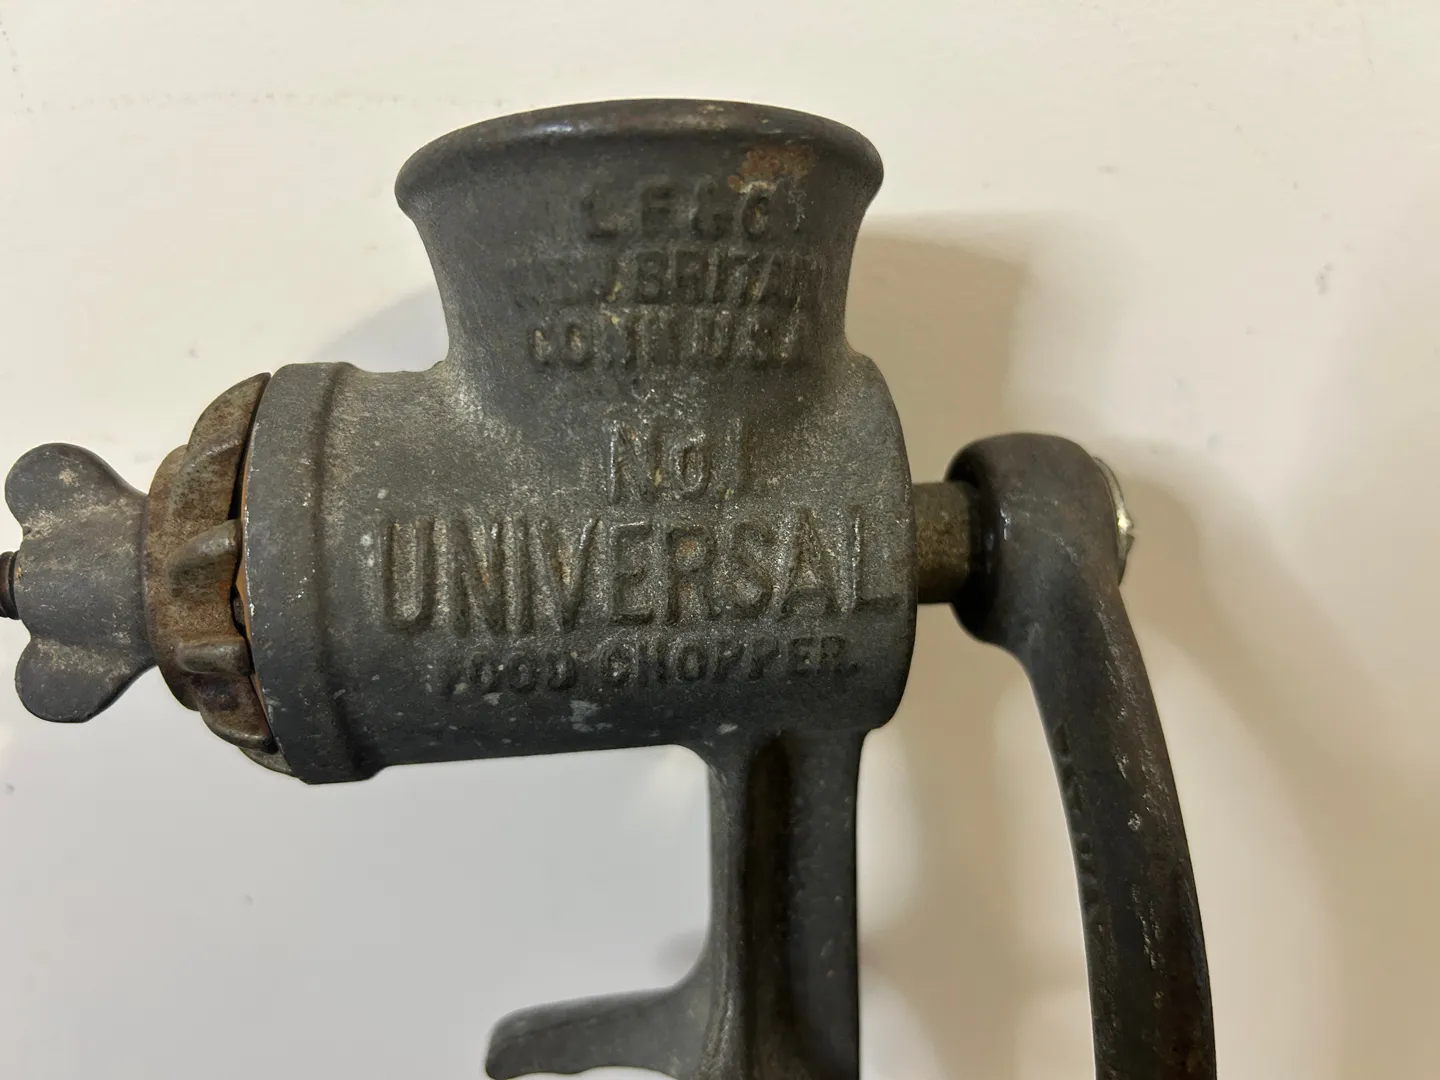 L F & C
NEW BRITAIN
CONN U.S.A.
No. 1
UNIVERSAL
FOOD CHOPPER.